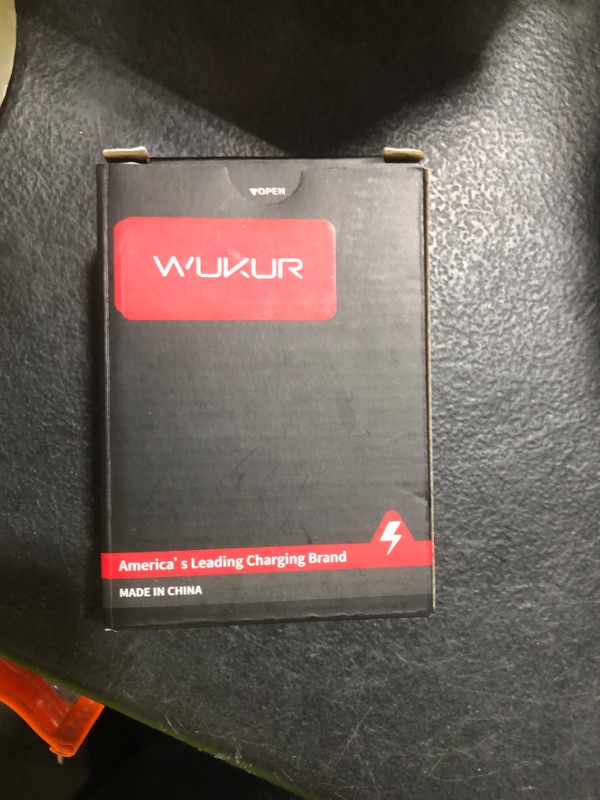 ▼OPEN
WUKUR
America's Leading Charging Brand
MADE IN CHINA